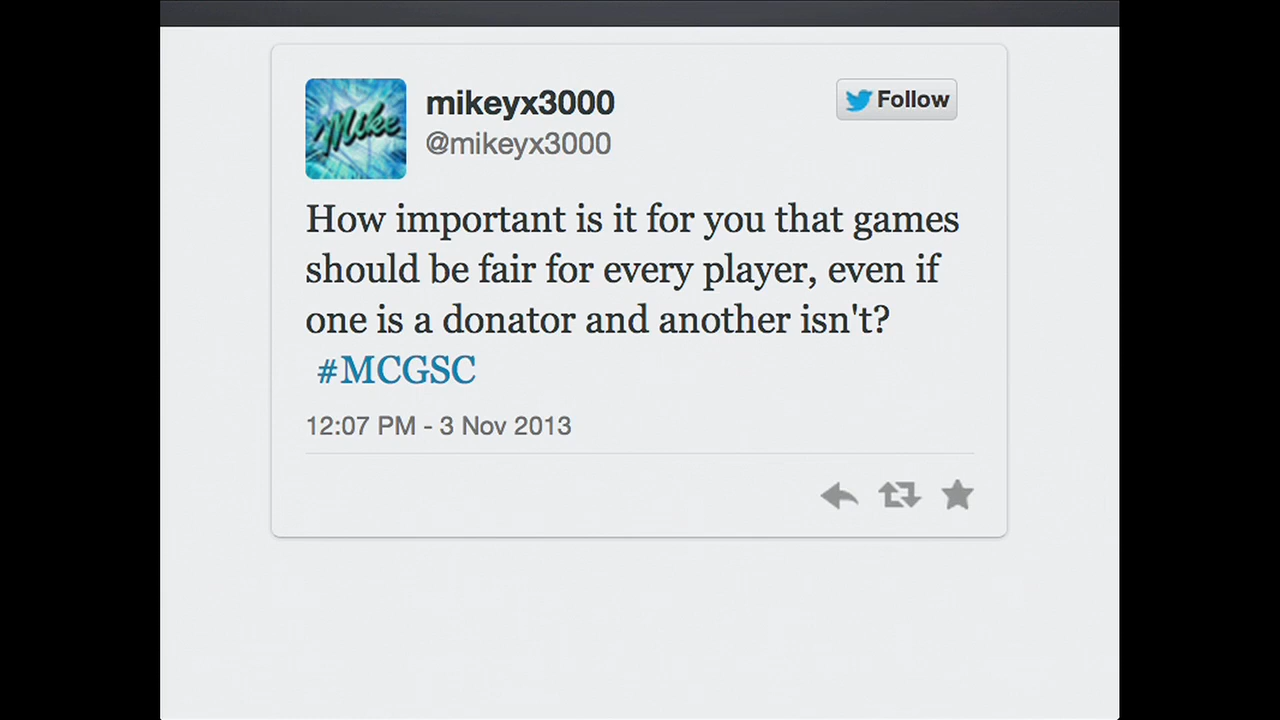 Mike
mikeyx3000
Follow
@mikeyx3000
How important is it for you that games
should be fair for every player, even if
one is a donator and another isn't?
#MCGSC
12:07 PM - 3 Nov 2013